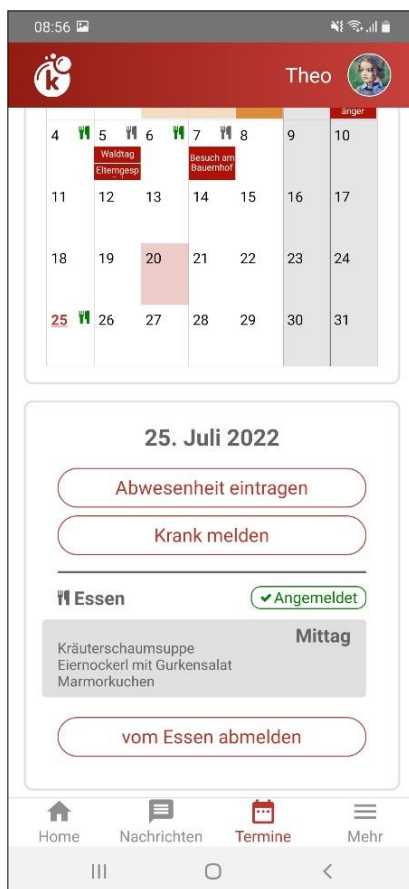 08:56
k
Theo
änger
4 5 6 7 8 9 10
Waldtag
Elterngesp
Besuch am
Bauernhof
11 12 13 14 15 16 17
18 19 20 21 22 23 24
25 26 27 28 29 30 31
25. Juli 2022
Abwesenheit eintragen
Krank melden
Essen
Angemeldet
Mittag
Kräuterschaumsuppe
Eiernockerl mit Gurkensalat
Marmorkuchen
vom Essen abmelden
Home Nachrichten Termine Mehr